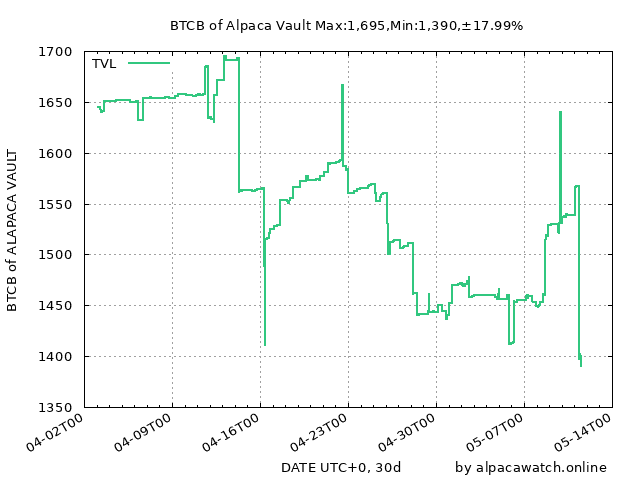 BTCB of Alpaca Vault Max:1,695,Min:1,390,±17.99%
TVL
1700
1650
1600
1550
1500
1450
1400
1350
BTCB of ALAPACA VAULT
04-02T00
04-09T00
04-16T00
04-23T00
04-30T00
05-07T00
05-14T00
DATE UTC+0, 30d
by alpacawatch.online